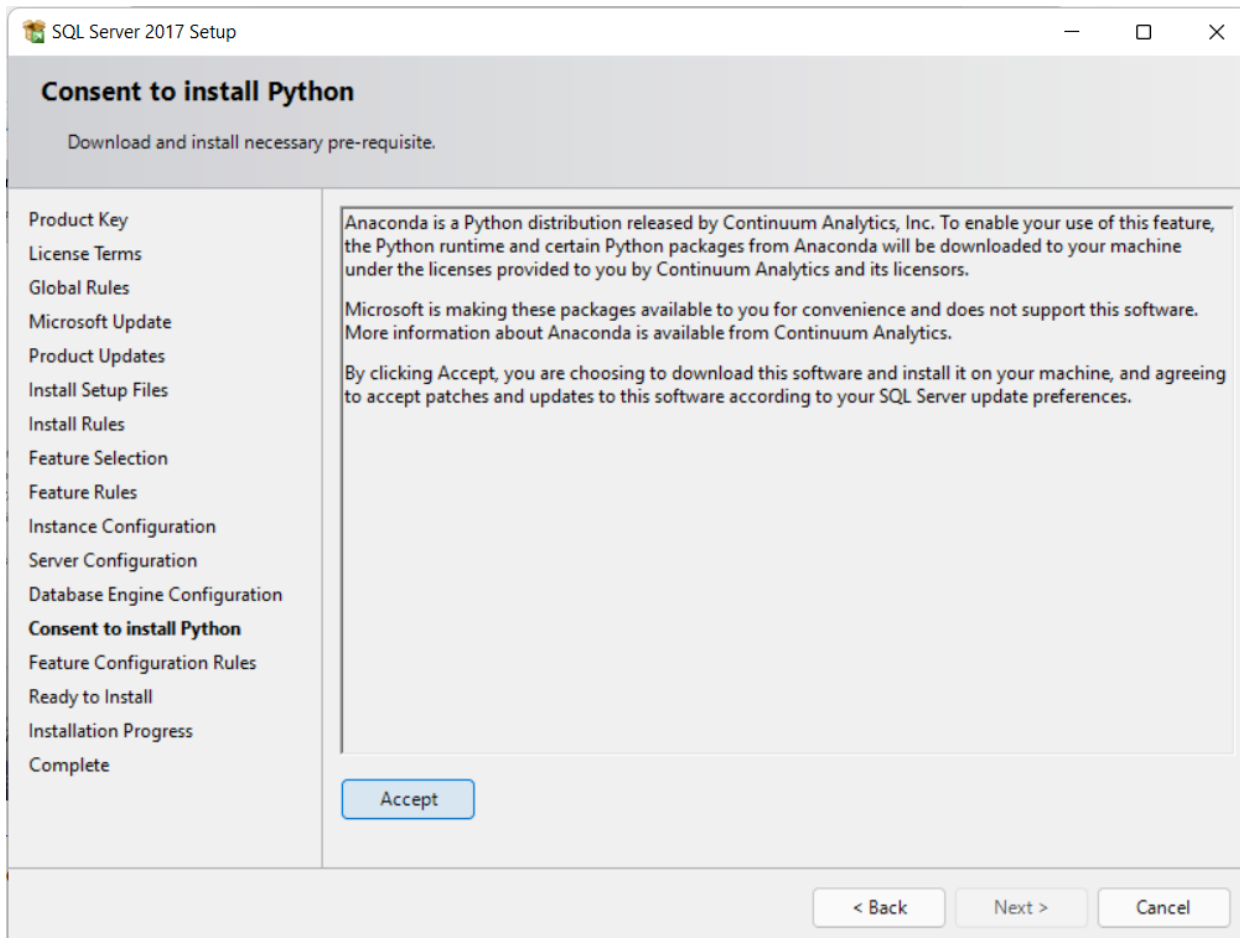 SQL Server 2017 Setup
Consent to install Python
Download and install necessary pre-requisite.
Product Key
License Terms
Global Rules
Microsoft Update
Product Updates
Install Setup Files
Install Rules
Feature Selection
Feature Rules
Instance Configuration
Server Configuration
Database Engine Configuration
Consent to install Python
Feature Configuration Rules
Ready to Install
Installation Progress
Complete
Anaconda is a Python distribution released by Continuum Analytics, Inc. To enable your use of this feature,
the Python runtime and certain Python packages from Anaconda will be downloaded to your machine
under the licenses provided to you by Continuum Analytics and its licensors.
Microsoft is making these packages available to you for convenience and does not support this software.
More information about Anaconda is available from Continuum Analytics.
By clicking Accept, you are choosing to download this software and install it on your machine, and agreeing
to accept patches and updates to this software according to your SQL Server update preferences.
Accept
< Back
Next >
Cancel